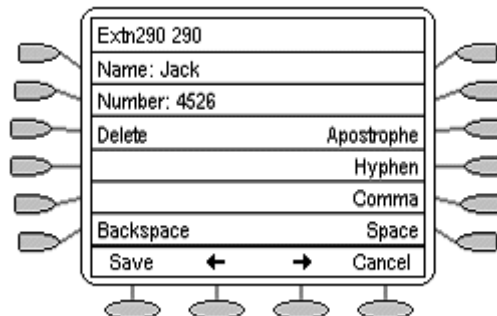 Extn290 290
Name: Jack
Number: 4526
Delete Apostrophe
Hyphen
Comma
Backspace Space
Save ← → Cancel